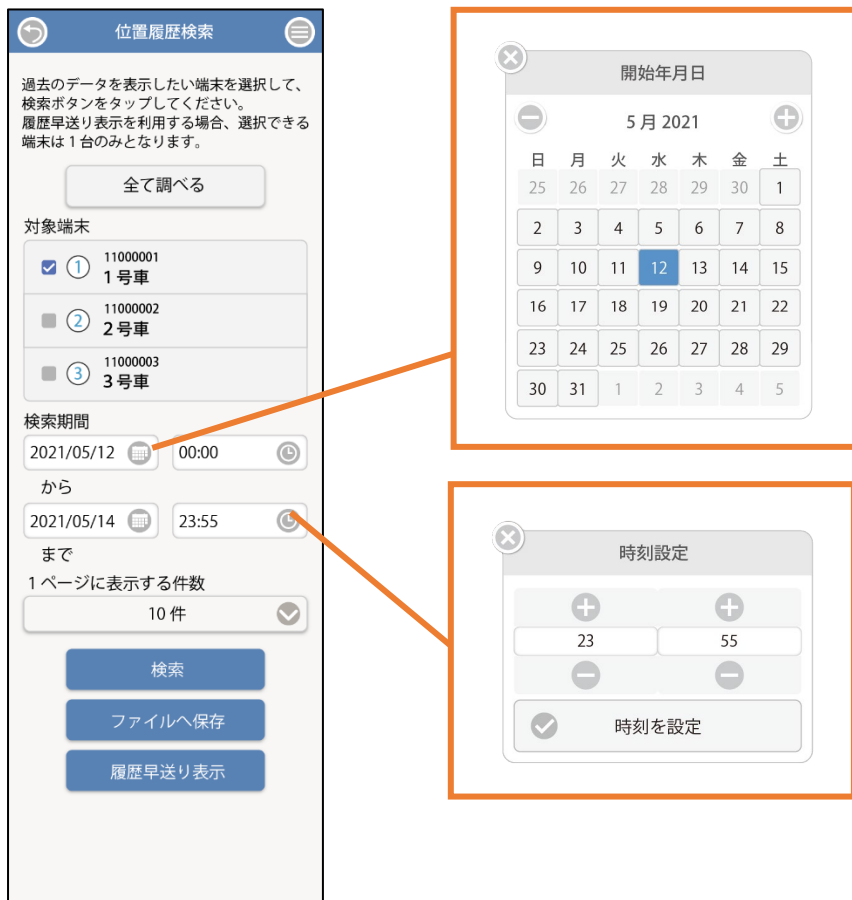 位置履歴検索
過去のデータを表示したい端末を選択して、
検索ボタンをタップしてください。
履歴早送り表示を利用する場合、選択できる
端末は1台のみとなります。
全て調べる
対象端末
① 11000001
1号車
② 11000002
2号車
③ 11000003
3号車
検索期間
2021/05/12 00:00
から
2021/05/14 23:55
まで
1ページに表示する件数
10件
検索
ファイルへ保存
履歴早送り表示
開始年月日
5月 2021
日 月 火 水 木 金 土
25 26 27 28 29 30 1
2 3 4 5 6 7 8
9 10 11 12 13 14 15
16 17 18 19 20 21 22
23 24 25 26 27 28 29
30 31 1 2 3 4 5
時刻設定
23 55
時刻を設定